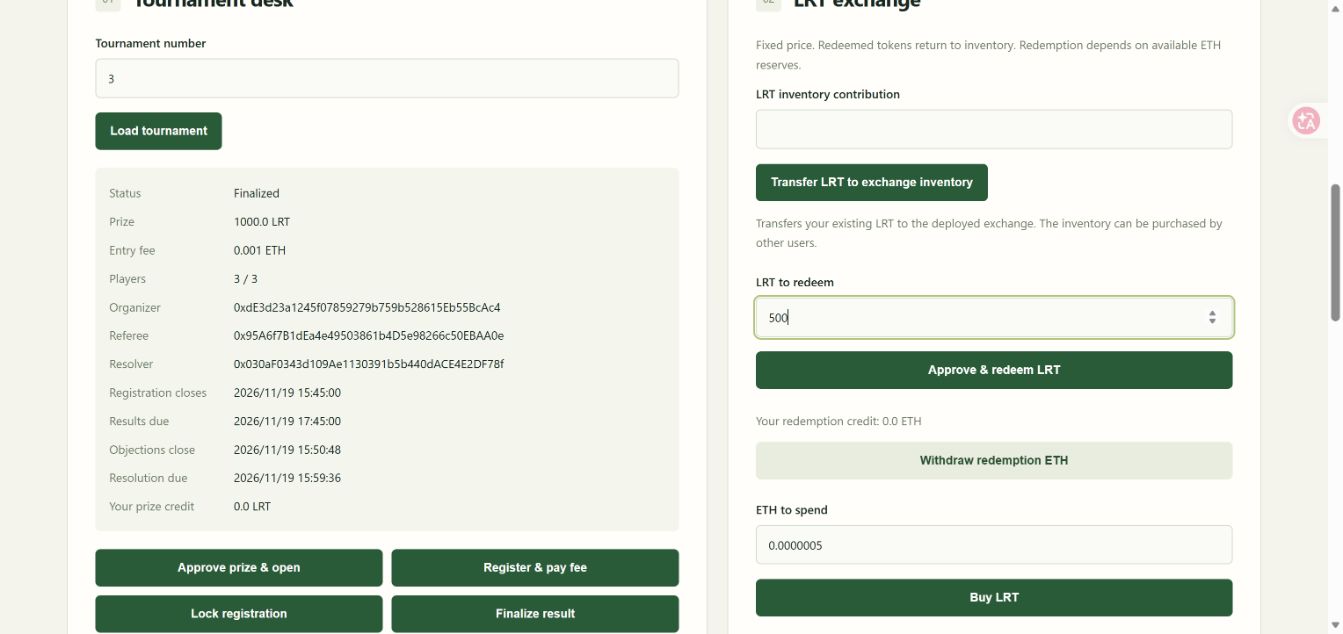 01 Tournament desk
Tournament number
3
Load tournament
Status Finalized
Prize 1000.0 LRT
Entry fee 0.001 ETH
Players 3 / 3
Organizer 0xdE3d23a1245f07859279b759b528615Eb55BcAc4
Referee 0x95A6f7B1dEa4e49503861b4D5e98266c50EBAA0e
Resolver 0x030aF0343d109Ae1130391b5b440dACE4E2DF78f
Registration closes 2026/11/19 15:45:00
Results due 2026/11/19 17:45:00
Objections close 2026/11/19 15:50:48
Resolution due 2026/11/19 15:59:36
Your prize credit 0.0 LRT
Approve prize & open
Register & pay fee
Lock registration
Finalize result
02 LRT exchange
Fixed price. Redeemed tokens return to inventory. Redemption depends on available ETH
reserves.
LRT inventory contribution
Transfer LRT to exchange inventory
Transfers your existing LRT to the deployed exchange. The inventory can be purchased by
other users.
LRT to redeem
500
Approve & redeem LRT
Your redemption credit: 0.0 ETH
Withdraw redemption ETH
ETH to spend
0.0000005
Buy LRT